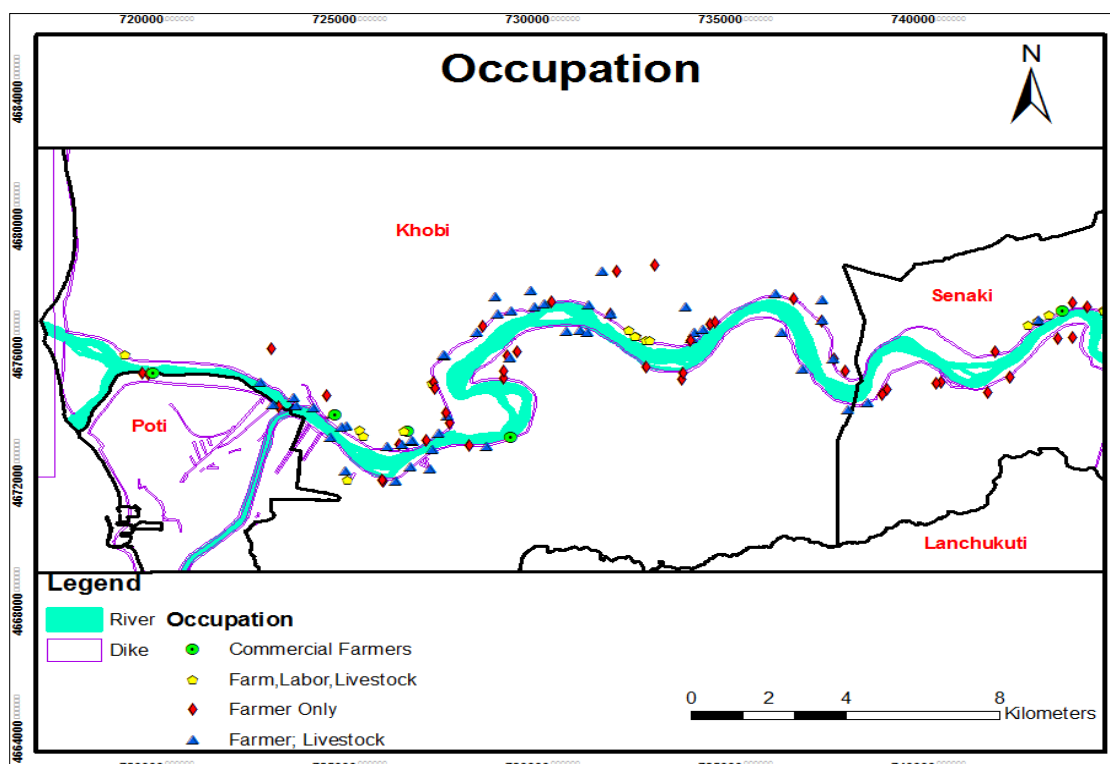 720000 725000 730000 735000 740000
Occupation
N
4684000
4680000
4676000
4672000
4668000
4664000
Khobi
Senaki
Poti
Lanchukuti
Legend
River
Dike
Occupation
Commercial Farmers
Farm,Labor,Livestock
Farmer Only
Farmer; Livestock
0 2 4 8
Kilometers